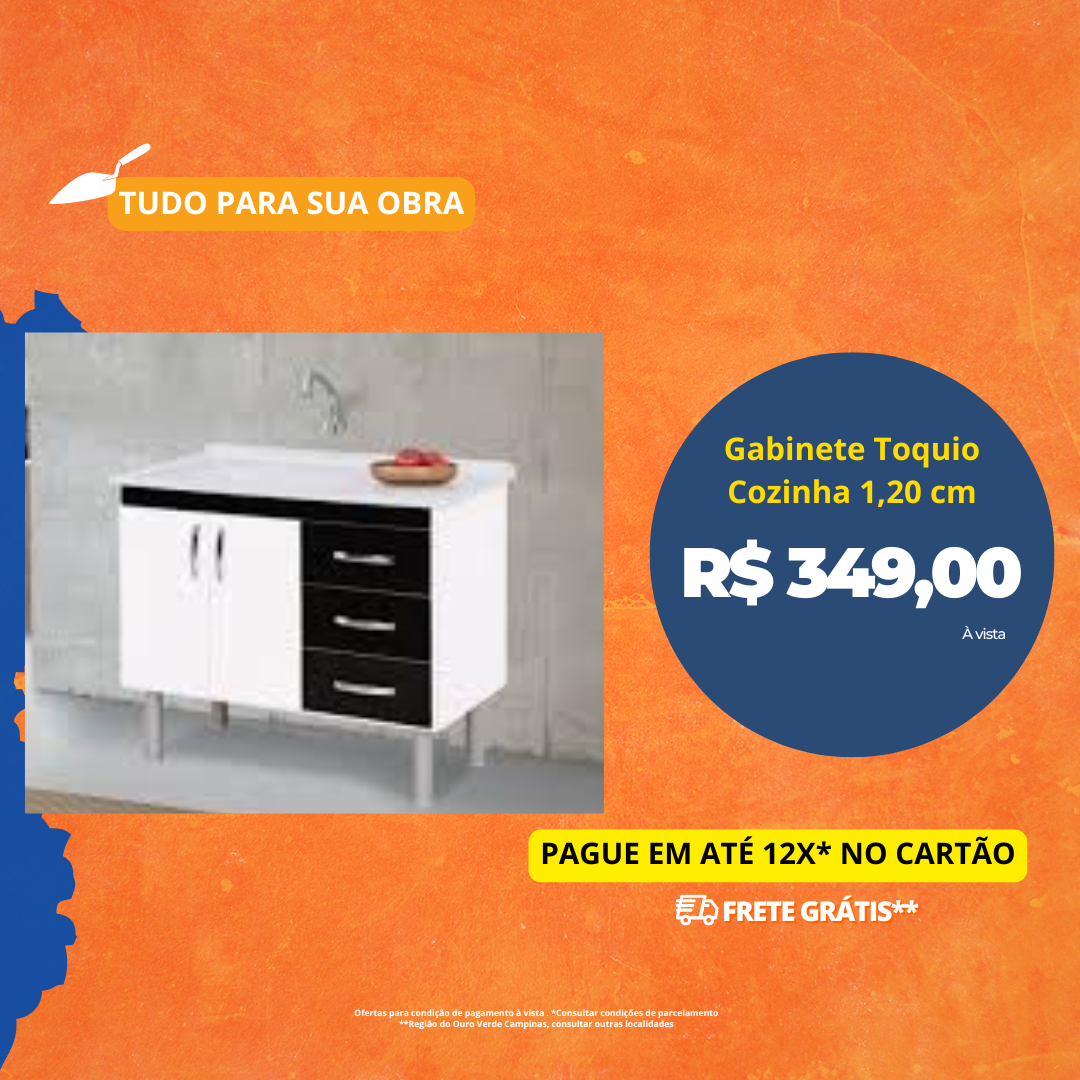 TUDO PARA SUA OBRA
Gabinete Toquio
Cozinha 1,20 cm
R$ 349,00
À vista
PAGUE EM ATÉ 12X* NO CARTÃO
FRETE GRÁTIS**
Ofertas para condição de pagamento à vista . *Consultar condições de parcelamento
**Região do Ouro Verde Campinas, consultar outras localidades